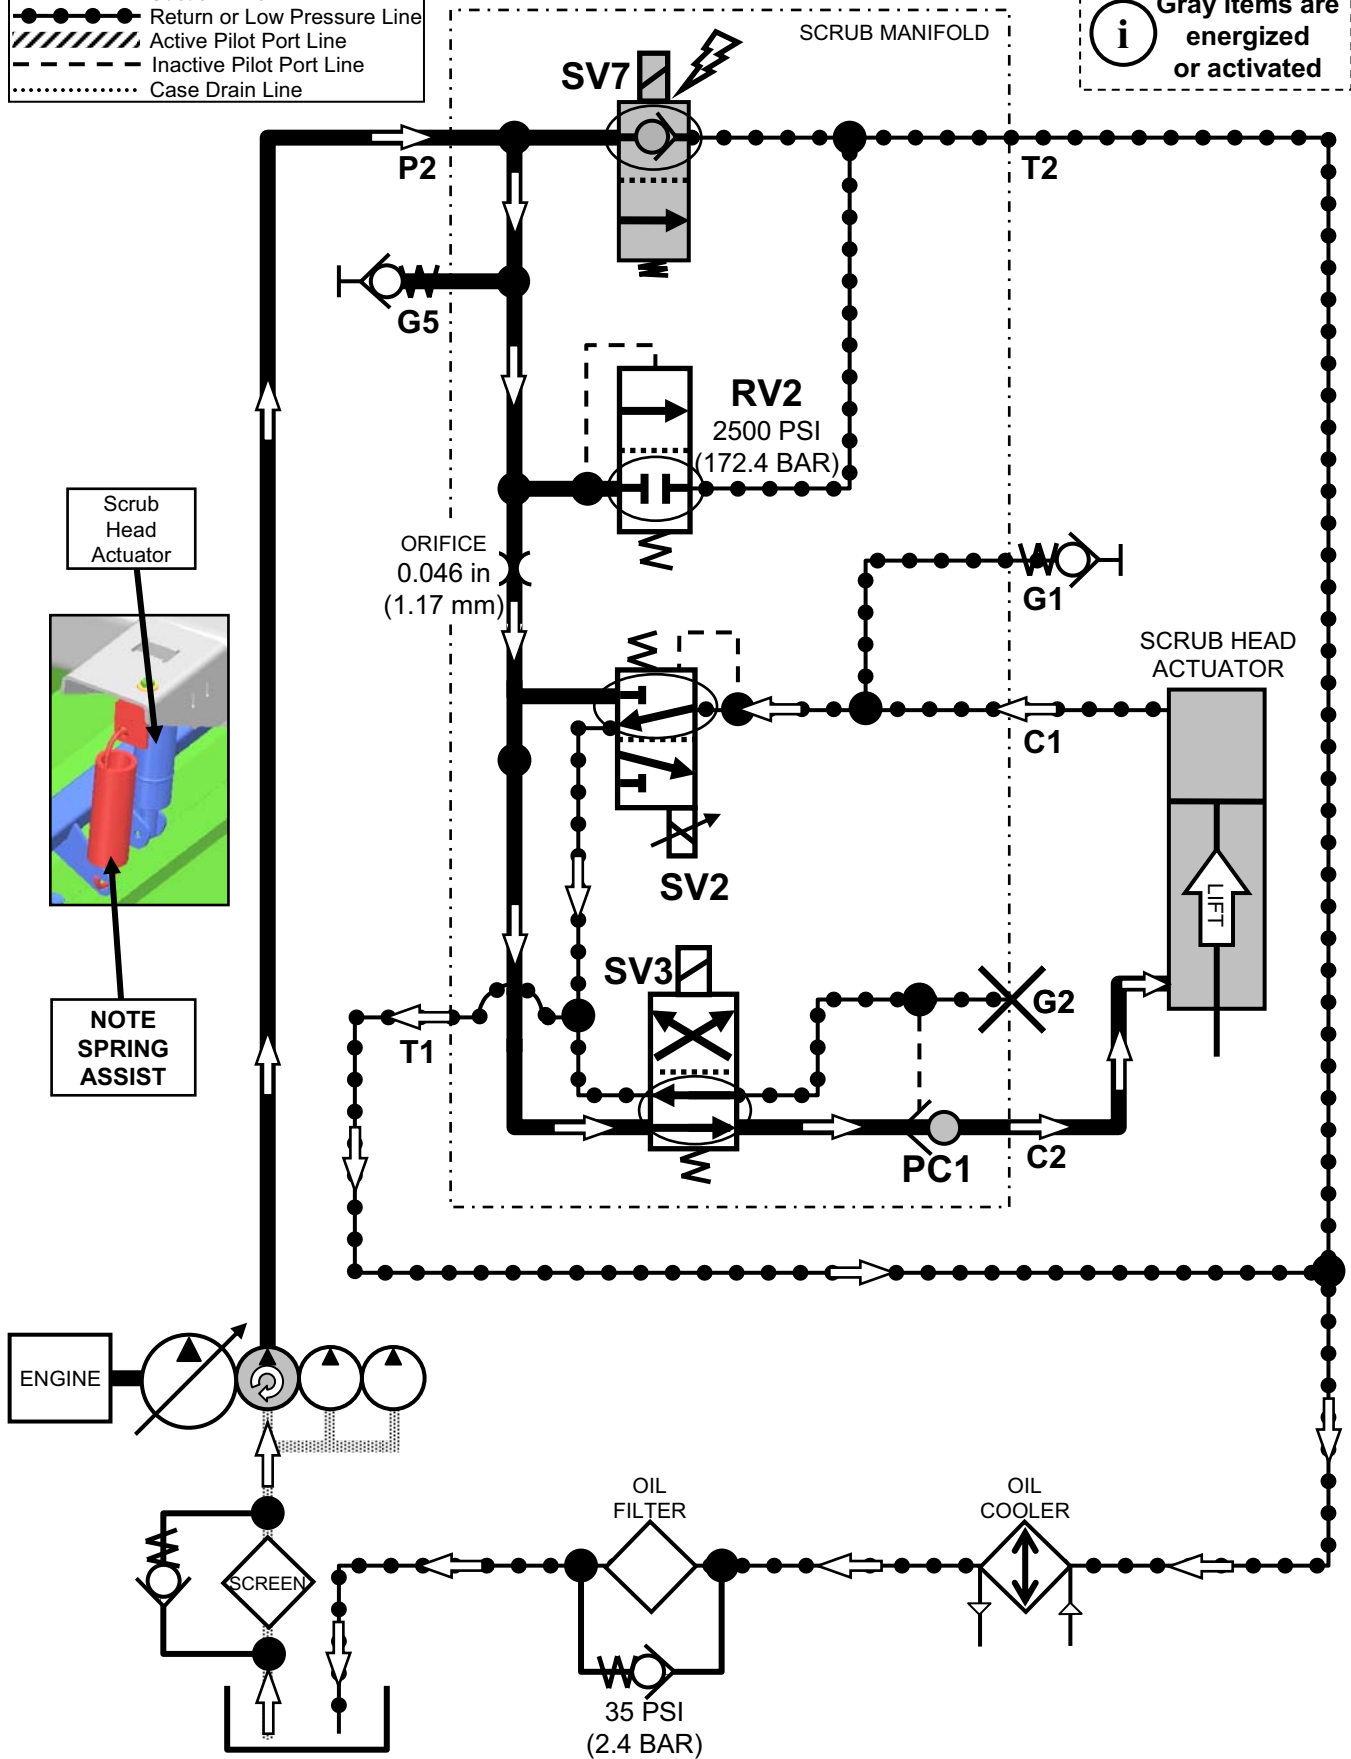 Return or Low Pressure Line
Active Pilot Port Line
Inactive Pilot Port Line
Case Drain Line
SCRUB MANIFOLD
i
Gray items are
energized
or activated
SV7
P2
T2
G5
RV2
2500 PSI
(172.4 BAR)
Scrub
Head
Actuator
ORIFICE
0.046 in
(1.17 mm)
G1
SCRUB HEAD
ACTUATOR
C1
SV2
LIFT
SV3
G2
NOTE
SPRING
ASSIST
T1
PC1
C2
ENGINE
OIL
FILTER
OIL
COOLER
SCREEN
35 PSI
(2.4 BAR)